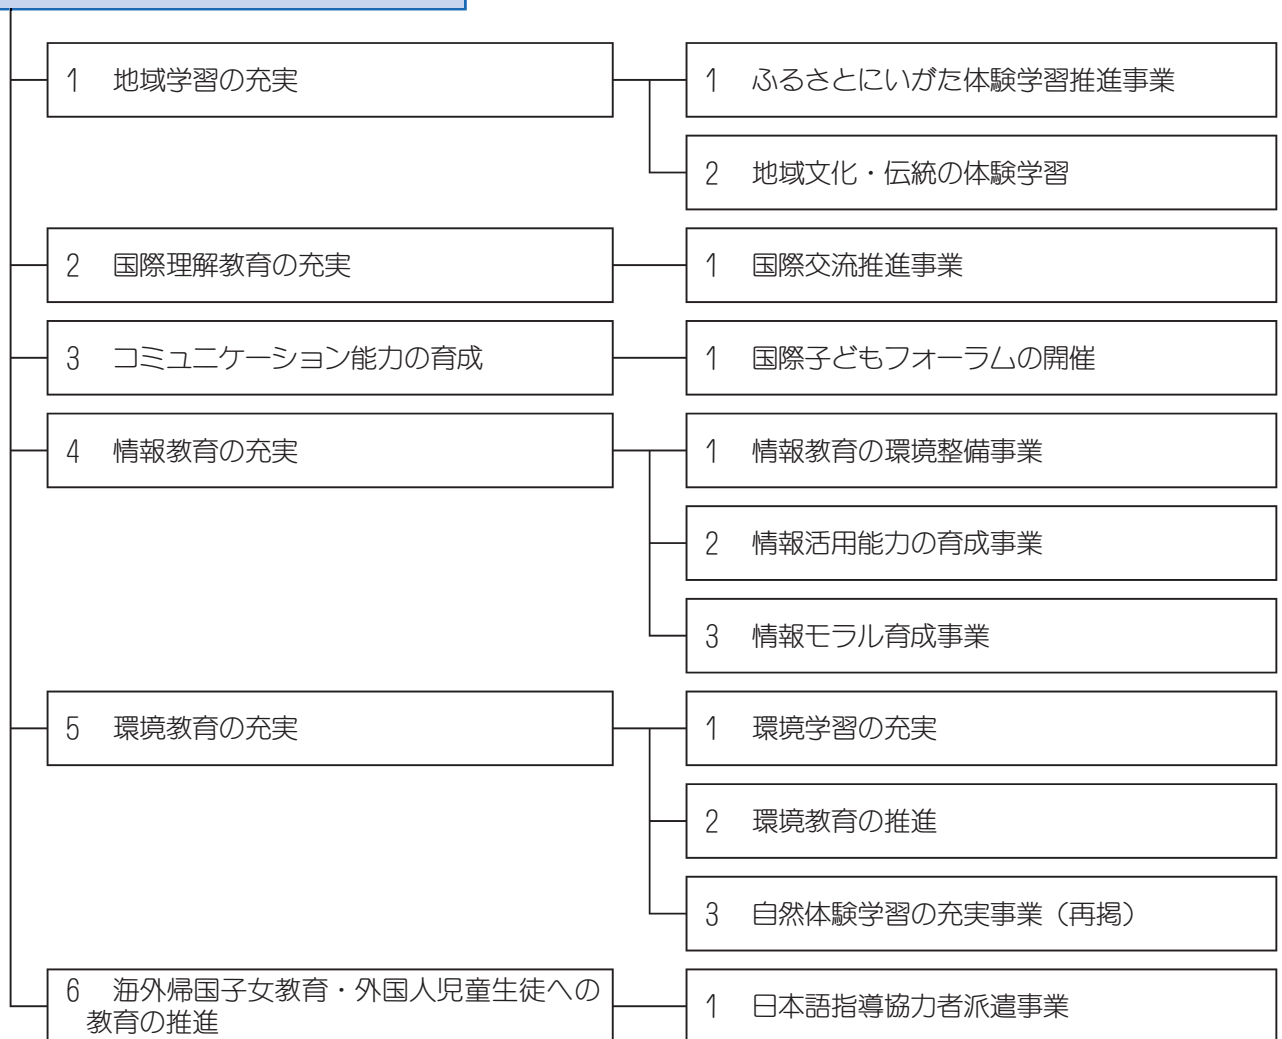 1 地域学習の充実
1 ふるさとにいがた体験学習推進事業
2 地域文化・伝統の体験学習
2 国際理解教育の充実
1 国際交流推進事業
3 コミュニケーション能力の育成
1 国際子どもフォーラムの開催
4 情報教育の充実
1 情報教育の環境整備事業
2 情報活用能力の育成事業
3 情報モラル育成事業
5 環境教育の充実
1 環境学習の充実
2 環境教育の推進
3 自然体験学習の充実事業（再掲）
6 海外帰国子女教育・外国人児童生徒への
教育の推進
1 日本語指導協力者派遣事業